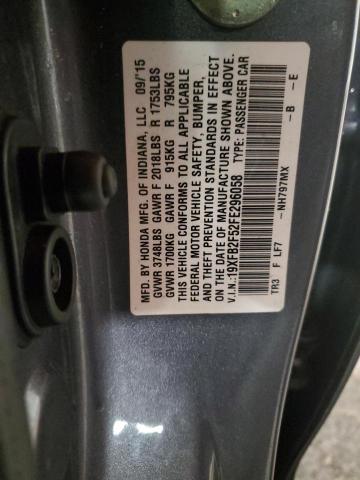 MFD. BY HONDA MFG. OF INDIANA, LLC 09/15
GVWR 3748LBS GAWR F 2018LBS R 1753LBS
GVWR 1700KG GAWR F 915KG R 795KG
THIS VEHICLE CONFORMS TO ALL APPLICABLE
FEDERAL MOTOR VEHICLE SAFETY, BUMPER,
AND THEFT PREVENTION STANDARDS IN EFFECT
ON THE DATE OF MANUFACTURE SHOWN ABOVE.
V.I.N.:19XFB2F52FE296058 TYPE: PASSENGER CAR
NH797MX B E
TR3 F LF7